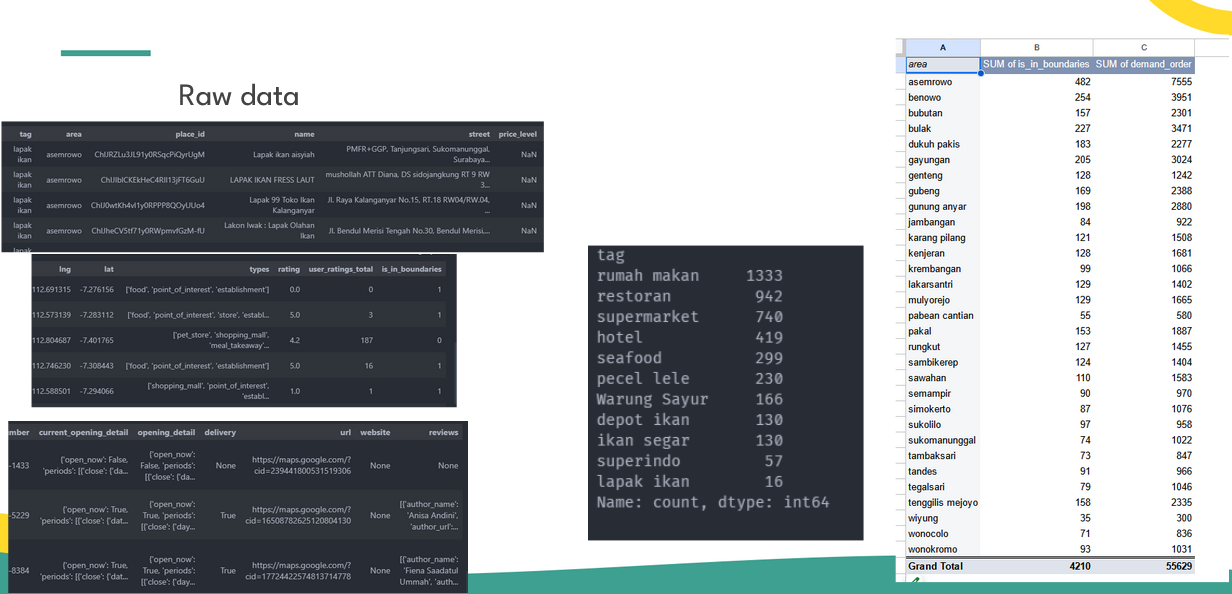 Raw data
tag area place_id name street price_level
lapak ikan asemrowo ChIJRZLu3JL91y0RSqcPiQyrUgM Lapak ikan aisyiah PMFR+GGP, Tanjungsari, Sukomanunggal, Surabaya... NaN
lapak ikan asemrowo LAPAK IKAN FRESS LAUT mushollah ATT Diana, DS sidojangkung RT 9 RW 3... NaN
lapak ikan asemrowo Lapak 99 Toko Ikan Kalanganyar Jl. Raya Kalanganyar No.15, RT.18 RW04/RW.04, ... NaN
lapak ikan asemrowo Lakon Iwak : Lapak Olahan Ikan Jl. Bendul Merisi Tengah No.30, Bendul Merisi,... NaN
lng lat types rating user_ratings_total is_in_boundaries
112.691315 -7.276156 ['food', 'point_of_interest', 'establishment'] 0.0 0 1
112.573139 -7.283112 ['food', 'point_of_interest', 'store', 'establ... 5.0 3 1
112.804687 -7.401765 ['pet_store', 'shopping_mall', 'meal_takeaway'... 4.2 187 0
112.746230 -7.308443 ['food', 'point_of_interest', 'establishment'] 5.0 16 1
112.588501 -7.294066 ['shopping_mall', 'point_of_interest', 'establ... 1.0 1 1
mber current_opening_detail opening_detail delivery url website reviews
-1433 {'open_now': False, 'periods': [{'close': {'da... {'open_now': False, 'periods': [{'close': {'da... None https://maps.google.com/?cid=239441800531519306 None None
-5229 {'open_now': True, 'periods': [{'close': {'dat... {'open_now': True, 'periods': [{'close': {'day... True https://maps.google.com/?cid=16508782625120804130 None [{'author_name': 'Anisa Andini', 'author_url':...
-8384 {'open_now': True, 'periods': [{'close': {'dat... {'open_now': True, 'periods': [{'close': {'day... True https://maps.google.com/?cid=17724422574813714778 None [{'author_name': 'Fiena Saadatul Ummah', 'auth...
tag
rumah makan 1333
restoran 942
supermarket 740
hotel 419
seafood 299
pecel lele 230
Warung Sayur 166
depot ikan 130
ikan segar 130
superindo 57
lapak ikan 16
Name: count, dtype: int64
A B C
area SUM of is_in_boundaries SUM of demand_order
asemrowo 482 7555
benowo 254 3951
bubutan 157 2301
bulak 227 3471
dukuh pakis 183 2277
gayungan 205 3024
genteng 128 1242
gubeng 169 2388
gunung anyar 198 2880
jambangan 84 922
karang pilang 121 1508
kenjeran 128 1681
krembangan 99 1066
lakarsantri 129 1402
mulyorejo 129 1665
pabean cantian 55 580
pakal 153 1887
rungkut 127 1455
sambikerep 124 1404
sawahan 110 1583
semampir 90 970
simokerto 87 1076
sukolilo 97 958
sukomanunggal 74 1022
tambaksari 73 847
tandes 91 966
tegalsari 79 1046
tenggilis mejoyo 158 2335
wiyung 35 300
wonocolo 71 836
wonokromo 93 1031
Grand Total 4210 55629